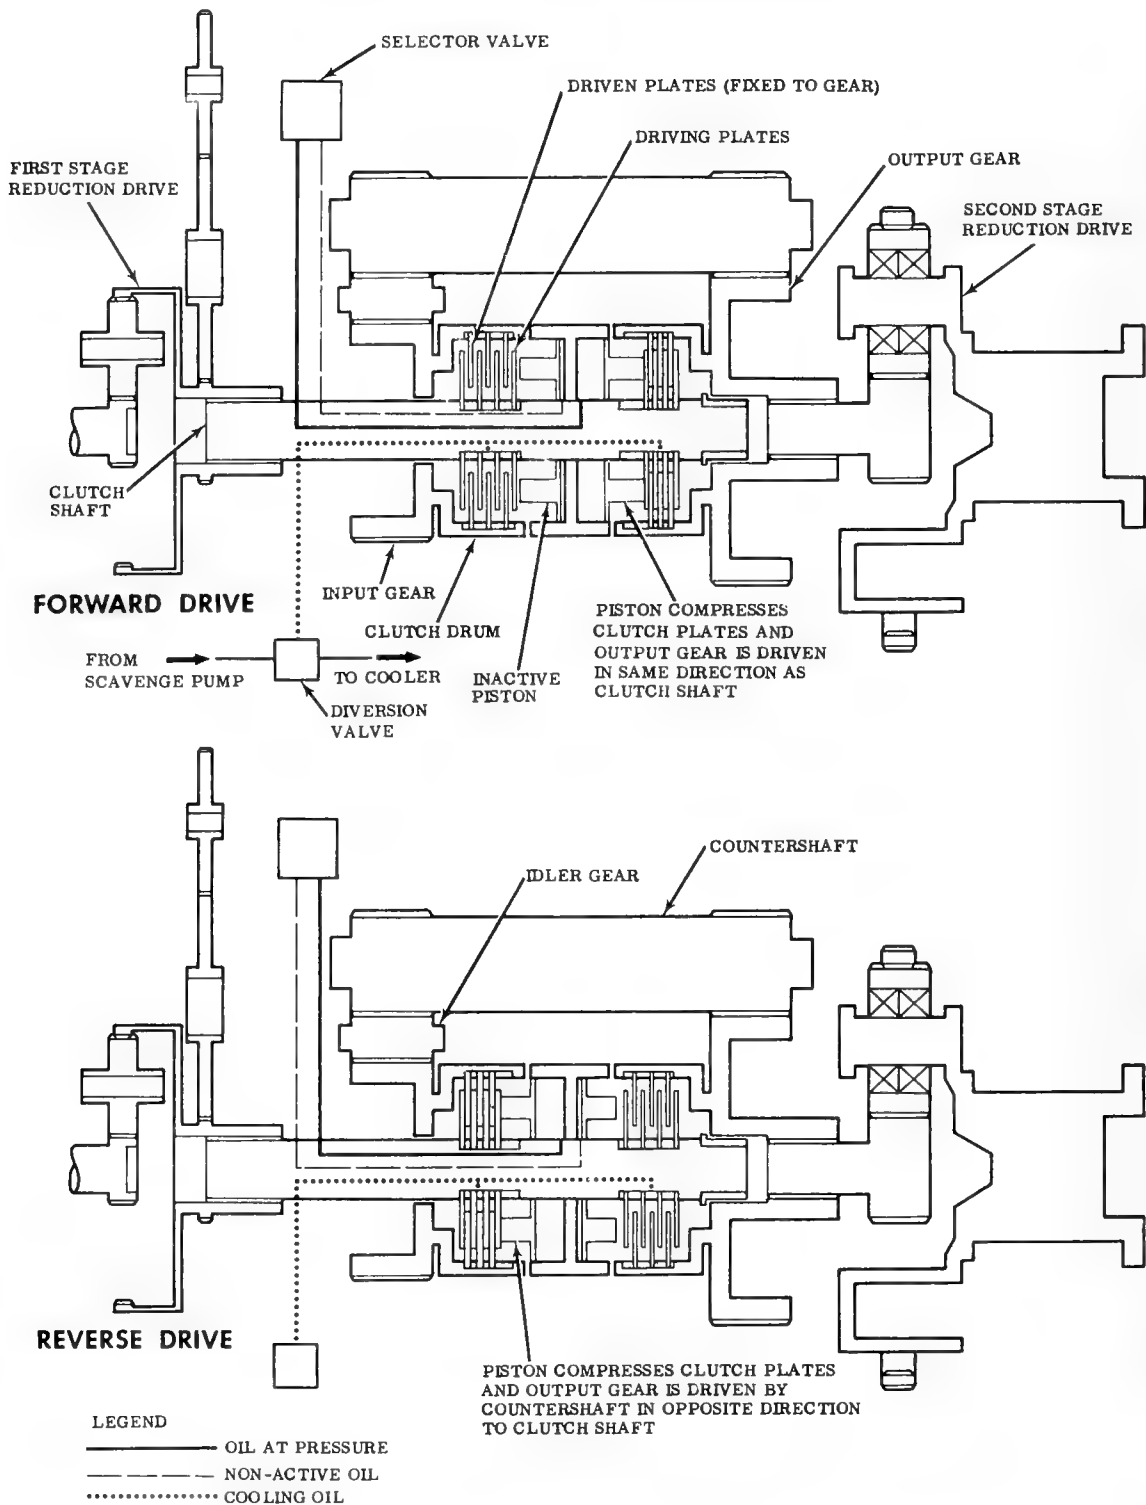 SELECTOR VALVE
DRIVEN PLATES (FIXED TO GEAR)
DRIVING PLATES
FIRST STAGE
REDUCTION DRIVE
OUTPUT GEAR
SECOND STAGE
REDUCTION DRIVE
CLUTCH
SHAFT
FORWARD DRIVE
INPUT GEAR
CLUTCH DRUM
INACTIVE
PISTON
PISTON COMPRESSES
CLUTCH PLATES AND
OUTPUT GEAR IS DRIVEN
IN SAME DIRECTION AS
CLUTCH SHAFT
FROM
SCAVENGE PUMP
TO COOLER
DIVERSION
VALVE
COUNTERSHAFT
IDLER GEAR
REVERSE DRIVE
PISTON COMPRESSES CLUTCH PLATES
AND OUTPUT GEAR IS DRIVEN BY
COUNTERSHAFT IN OPPOSITE DIRECTION
TO CLUTCH SHAFT
LEGEND
OIL AT PRESSURE
NON-ACTIVE OIL
COOLING OIL